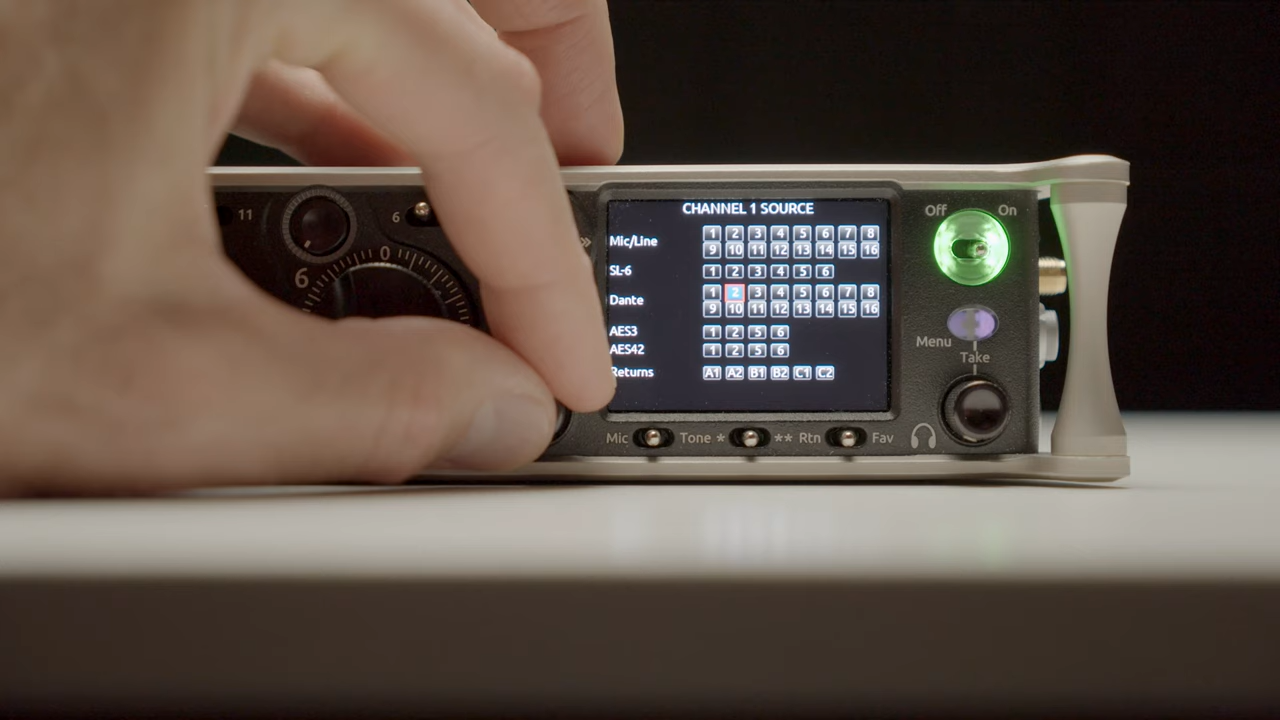 CHANNEL 1 SOURCE
Mic/Line 1 2 3 4 5 6 7 8
9 10 11 12 13 14 15 16
SL-6 1 2 3 4 5 6
Dante 1 2 3 4 5 6 7 8
9 10 11 12 13 14 15 16
AES3 1 2 5 6
AES42 1 2 5 6
Returns A1 A2 B1 B2 C1 C2
11
6
0
6
Off On
Menu
Take
Mic Tone * ** Rtn Fav